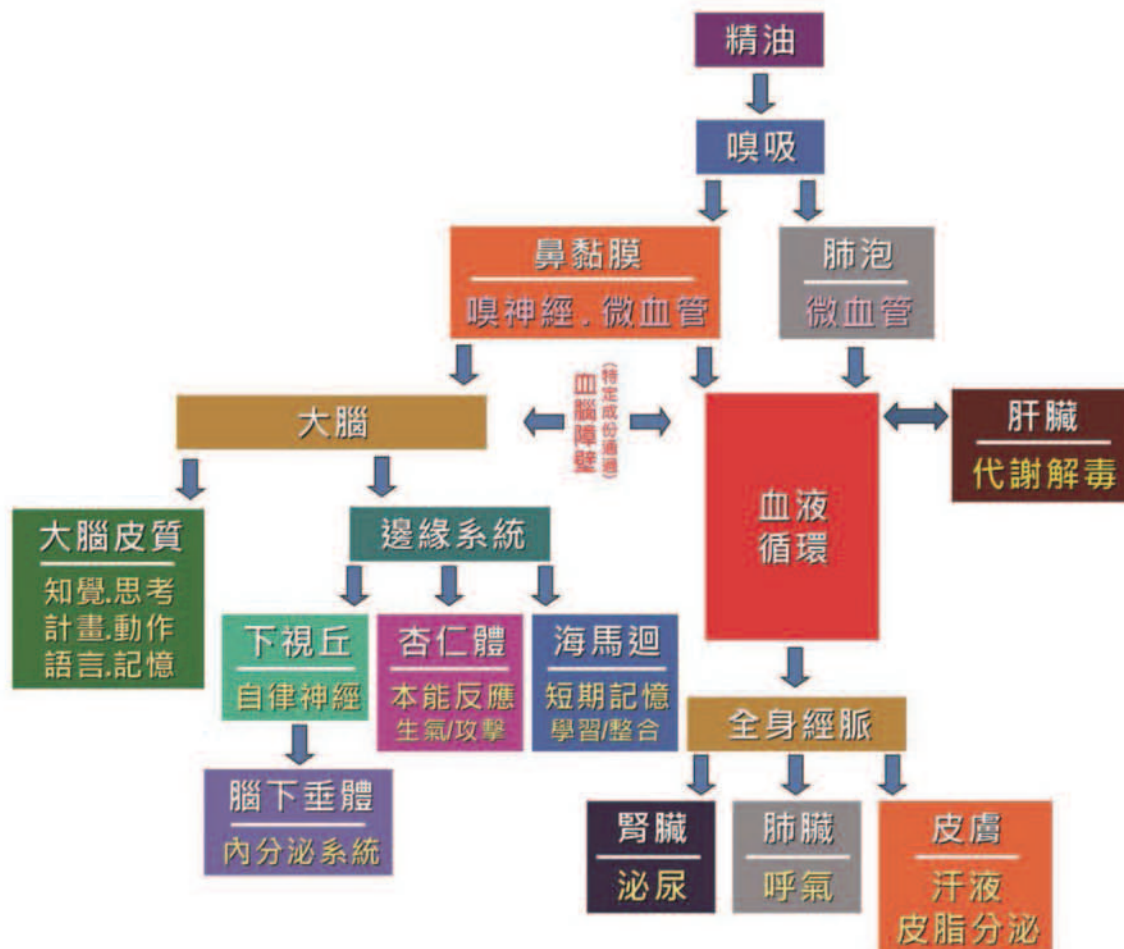 精油
嗅吸
鼻黏膜
嗅神經.微血管
肺泡
微血管
血腦障壁
(特定成份通過)
大腦
血液
循環
肝臟
代謝解毒
大腦皮質
知覺.思考
計畫.動作
語言.記憶
邊緣系統
下視丘
自律神經
杏仁體
本能反應
生氣/攻擊
海馬迴
短期記憶
學習/整合
全身經脈
腦下垂體
內分泌系統
腎臟
泌尿
肺臟
呼氣
皮膚
汗液
皮脂分泌